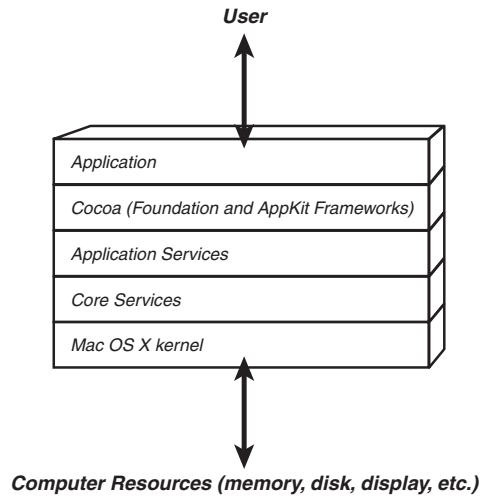 User
Application
Cocoa (Foundation and AppKit Frameworks)
Application Services
Core Services
Mac OS X kernel
Computer Resources (memory, disk, display, etc.)